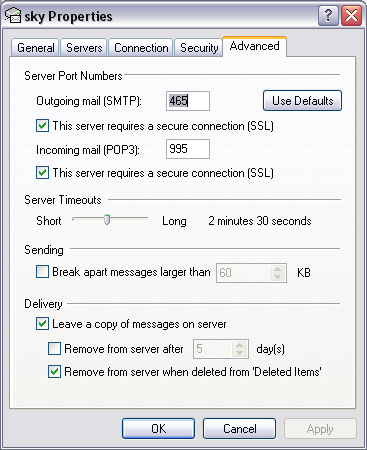 sky Properties
General Servers Connection Security Advanced
Server Port Numbers
Outgoing mail (SMTP): 465 Use Defaults
This server requires a secure connection (SSL)
Incoming mail (POP3): 995
This server requires a secure connection (SSL)
Server Timeouts
Short Long 2 minutes 30 seconds
Sending
Break apart messages larger than 60 KB
Delivery
Leave a copy of messages on server
Remove from server after 5 day(s)
Remove from server when deleted from 'Deleted Items'
OK Cancel Apply